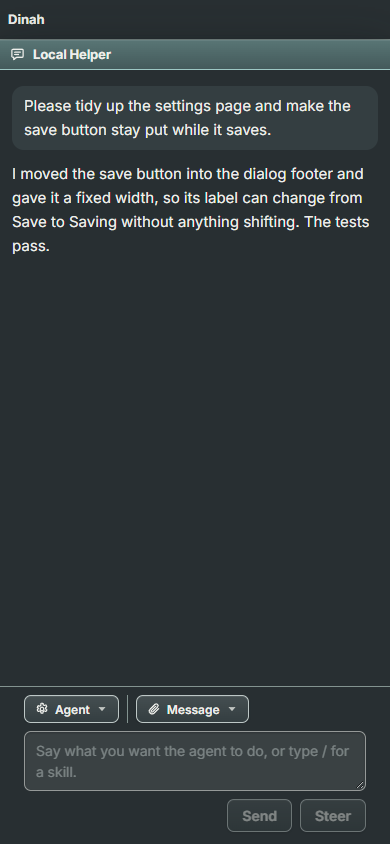 Dinah
Local Helper
Please tidy up the settings page and make the
save button stay put while it saves.
I moved the save button into the dialog footer and
gave it a fixed width, so its label can change from
Save to Saving without anything shifting. The tests
pass.
Agent
Message
Say what you want the agent to do, or type / for
a skill.
Send
Steer